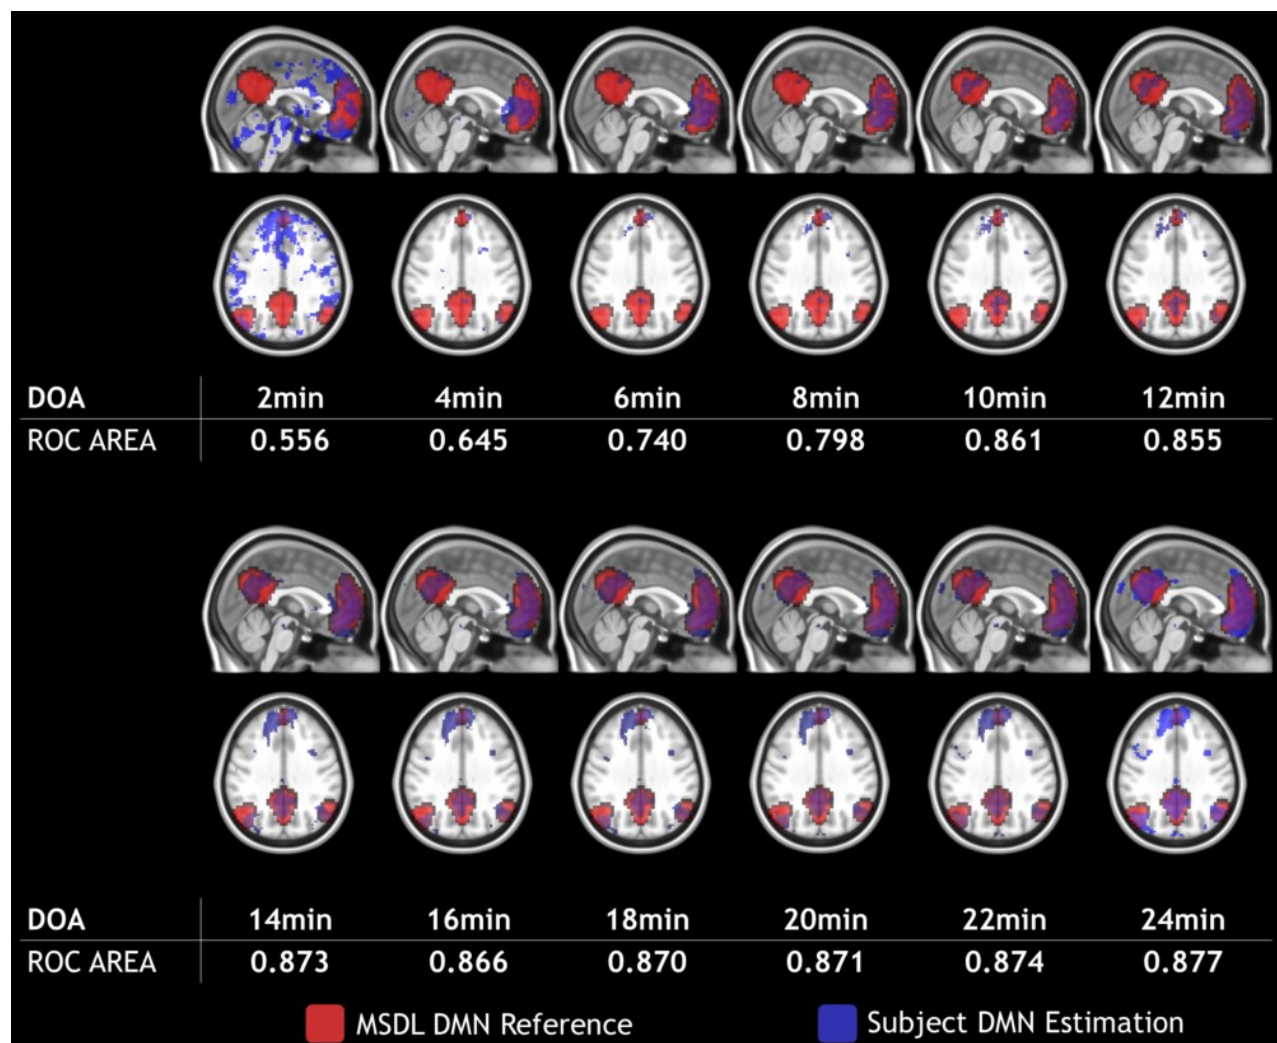 DOA 2min 4min 6min 8min 10min 12min
ROC AREA 0.556 0.645 0.740 0.798 0.861 0.855
DOA 14min 16min 18min 20min 22min 24min
ROC AREA 0.873 0.866 0.870 0.871 0.874 0.877
MSDL DMN Reference Subject DMN Estimation